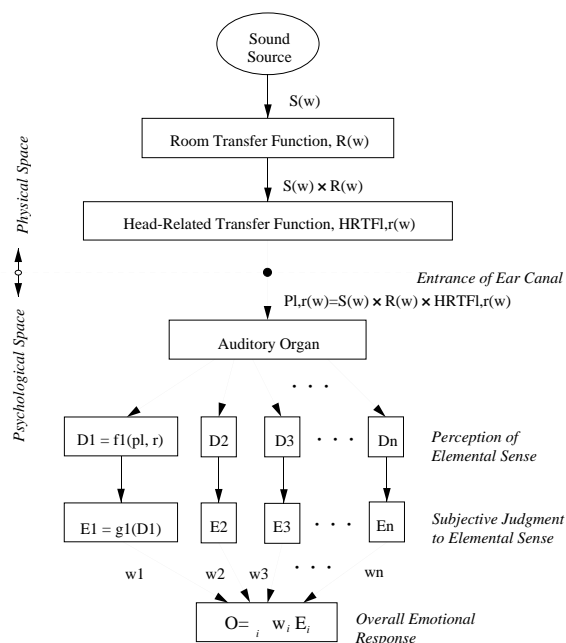 Sound
Source
S(w)
Room Transfer Function, R(w)
S(w) × R(w)
Head-Related Transfer Function, HRTFl,r(w)
Physical Space
Psychological Space
Entrance of Ear Canal
Pl,r(w)=S(w) × R(w) × HRTFl,r(w)
Auditory Organ
. . .
D1 = f1(pl, r)
D2
D3
. . .
Dn
Perception of
Elemental Sense
E1 = g1(D1)
E2
E3
. . .
En
Subjective Judgment
to Elemental Sense
w1
w2
w3
. . .
wn
O= i wi Ei
Overall Emotional
Response